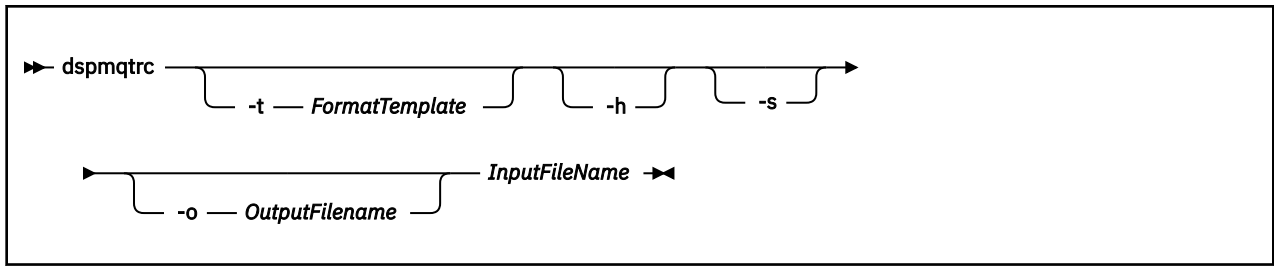 dspmqtrc
-t FormatTemplate
-h
-s
InputFileName
-o OutputFilename